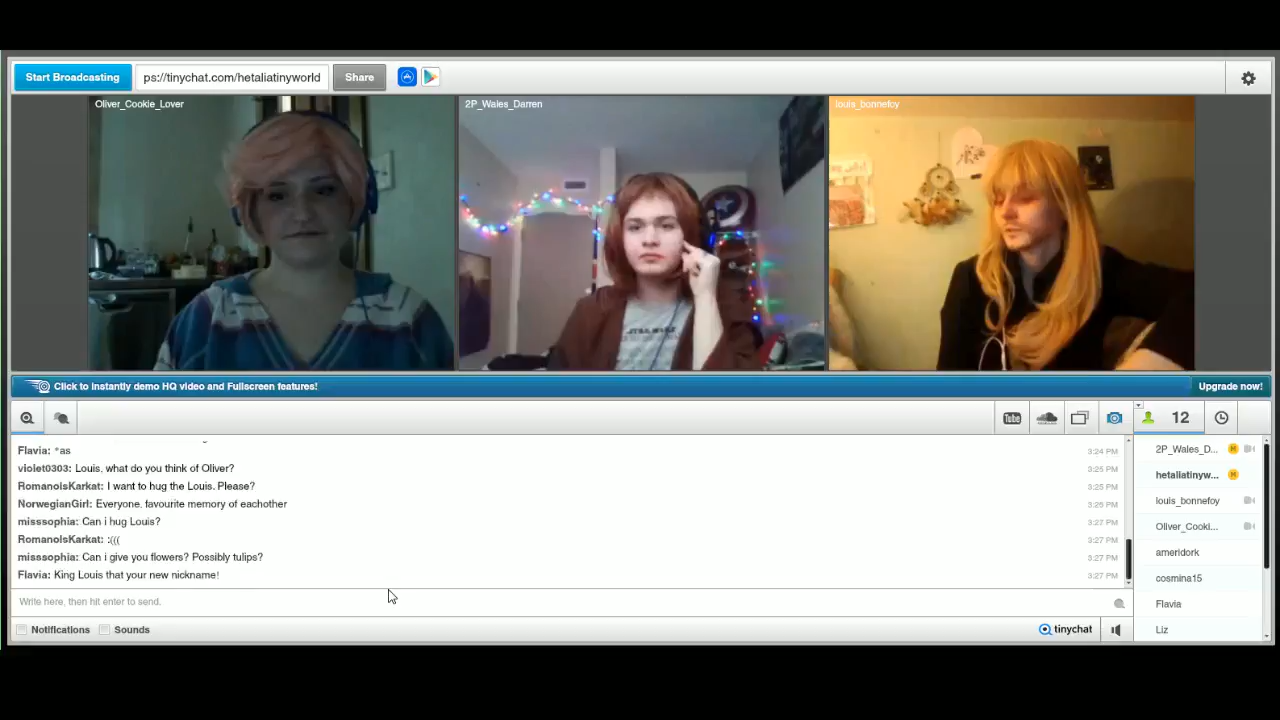 Start Broadcasting
ps://tinychat.com/hetaliatinyworld
Share
Oliver_Cookie_Lover
2P_Wales_Darren
louis_bonnefoy
STAR WARS
Click to instantly demo HQ video and Fullscreen features!
Upgrade now!
You Tube
12
Flavia: *as
3:24 PM
violet0303: Louis, what do you think of Oliver?
3:25 PM
RomanoIsKarkat: I want to hug the Louis. Please?
3:25 PM
NorwegianGirl: Everyone, favourite memory of eachother
3:25 PM
misssophia: Can i hug Louis?
3:27 PM
RomanoIsKarkat: :(((
3:27 PM
misssophia: Can i give you flowers? Possibly tulips?
3:27 PM
Flavia: King Louis that your new nickname!
3:27 PM
2P_Wales_D... M
hetaliatinyw... M
louis_bonnefoy
Oliver_Cooki...
ameridork
cosmina15
Flavia
Liz
Write here, then hit enter to send.
Notifications
Sounds
tinychat